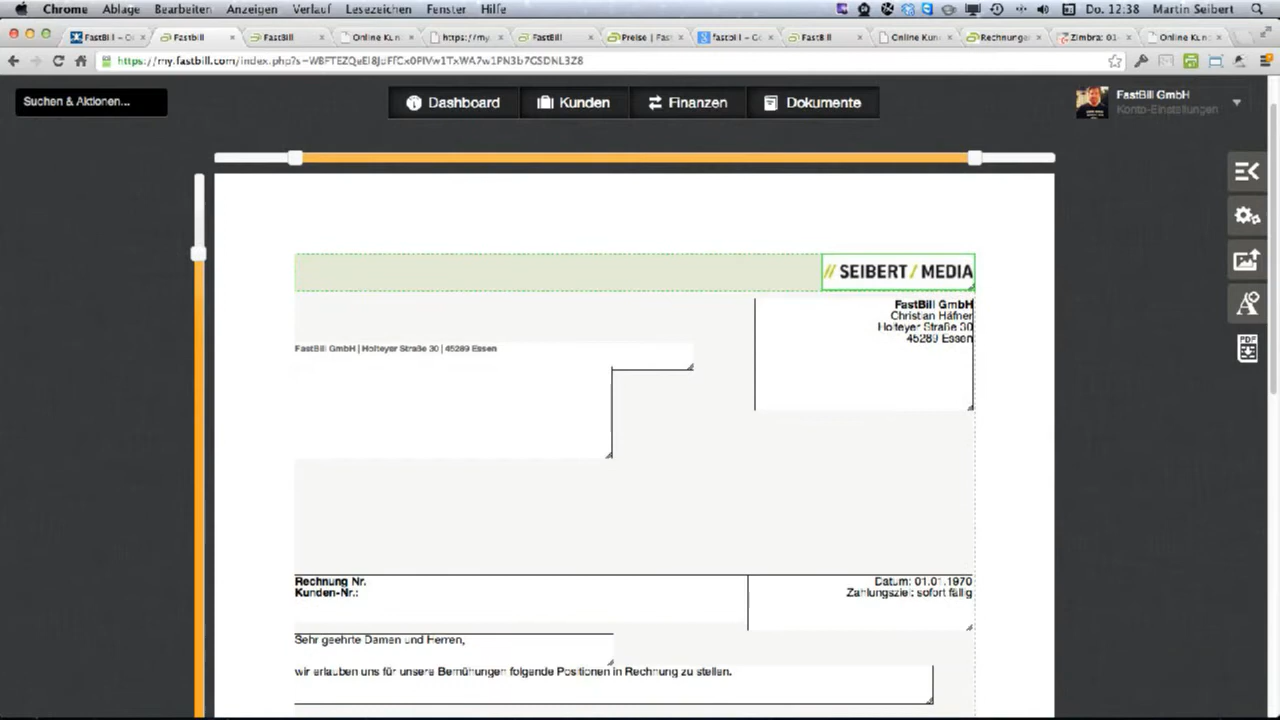 Chrome Ablage Bearbeiten Anzeigen Verlauf Lesezeichen Fenster Hilfe Do. 12:38 Martin Seibert
FastBill – O Fastbill FastBill Online Kun https://my. FastBill Preise | Fast fastbill - Go FastBill Online Kun Rechnunge Zimbra: 01 Online Kun
https://my.fastbill.com/index.php?s=
Suchen & Aktionen...
Dashboard Kunden Finanzen Dokumente
FastBill GmbH
Konto-Einstellungen
// SEIBERT / MEDIA
FastBill GmbH
Christian Häfner
Holteyer Straße 30
45289 Essen
FastBill GmbH | Holteyer Straße 30 | 45289 Essen
PDF
Rechnung Nr.
Kunden-Nr.:
Datum: 01.01.1970
Zahlungsziel: sofort fällig
Sehr geehrte Damen und Herren,
wir erlauben uns für unsere Bemühungen folgende Positionen in Rechnung zu stellen.